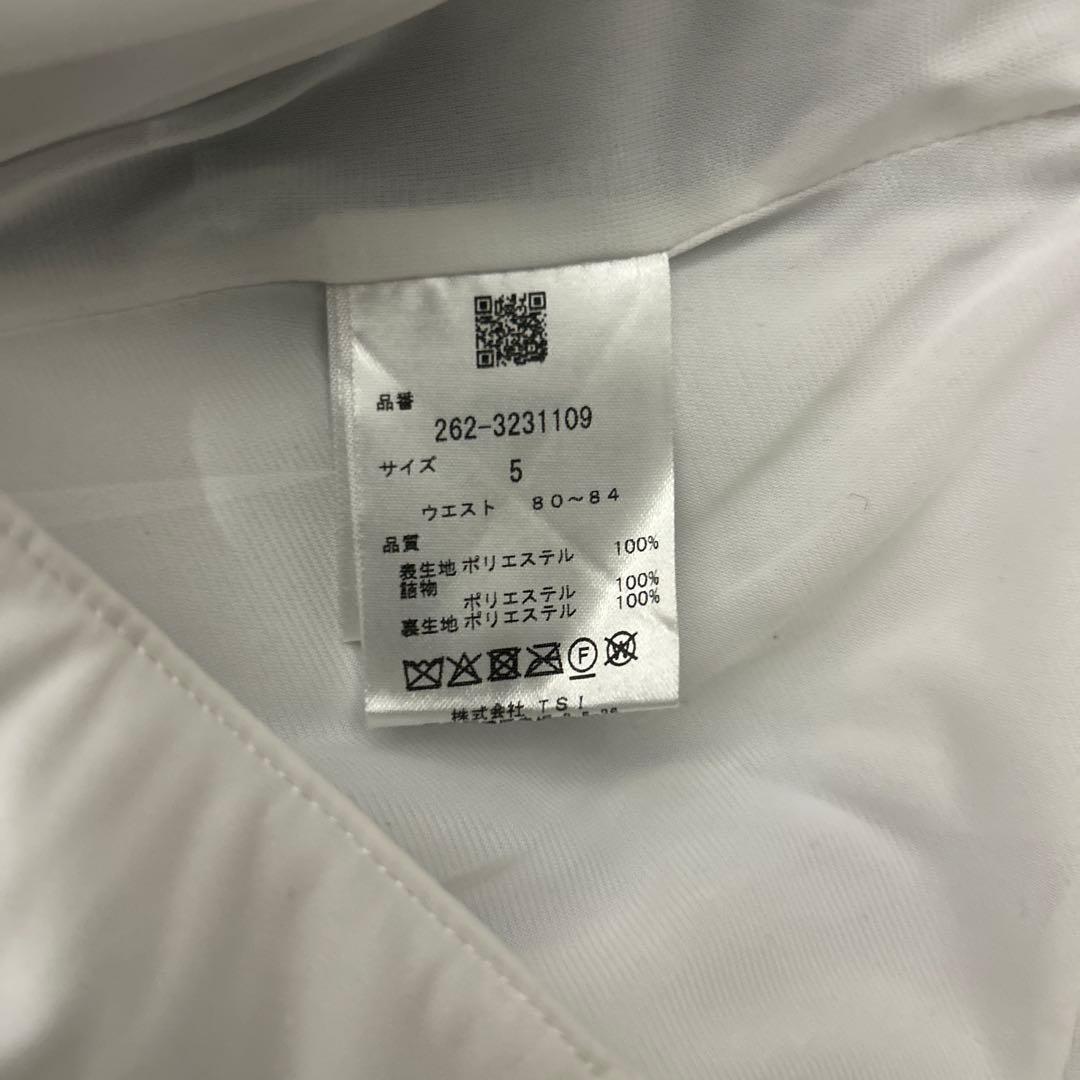 品番
262-3231109
サイズ 5
ウエスト 80～84
品質
表生地 ポリエステル 100%
詰物
ポリエステル 100%
裏生地 ポリエステル 100%
F W
株式会社 TSI